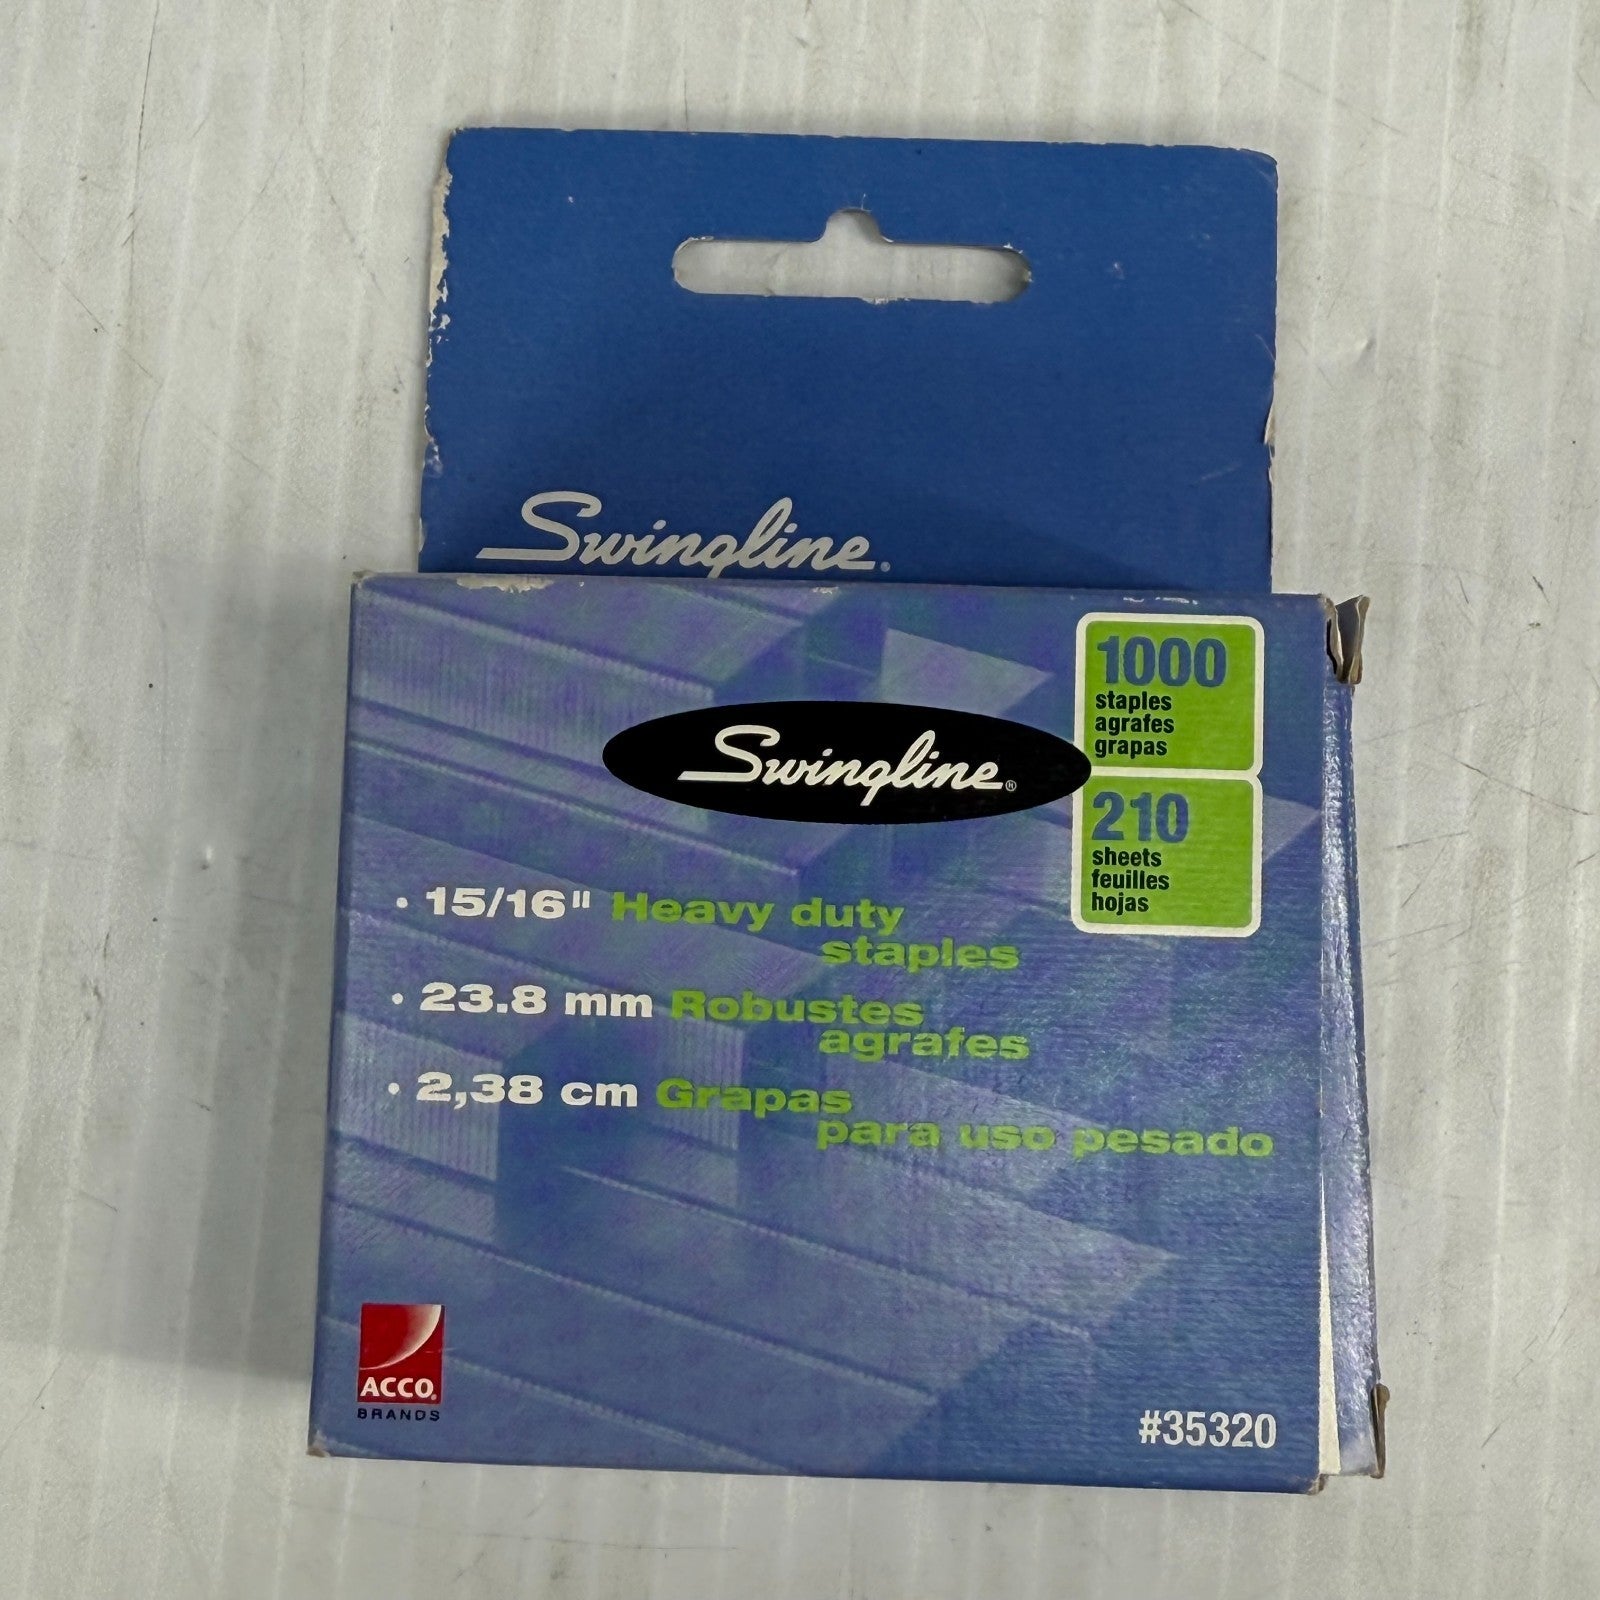 Swingline®
Swingline®
1000
staples
agrafes
grapas
210
sheets
feuilles
hojas
• 15/16" Heavy duty
staples
• 23.8 mm Robustes
agrafes
• 2,38 cm Grapas
para uso pesado
ACCO®
BRANDS
#35320